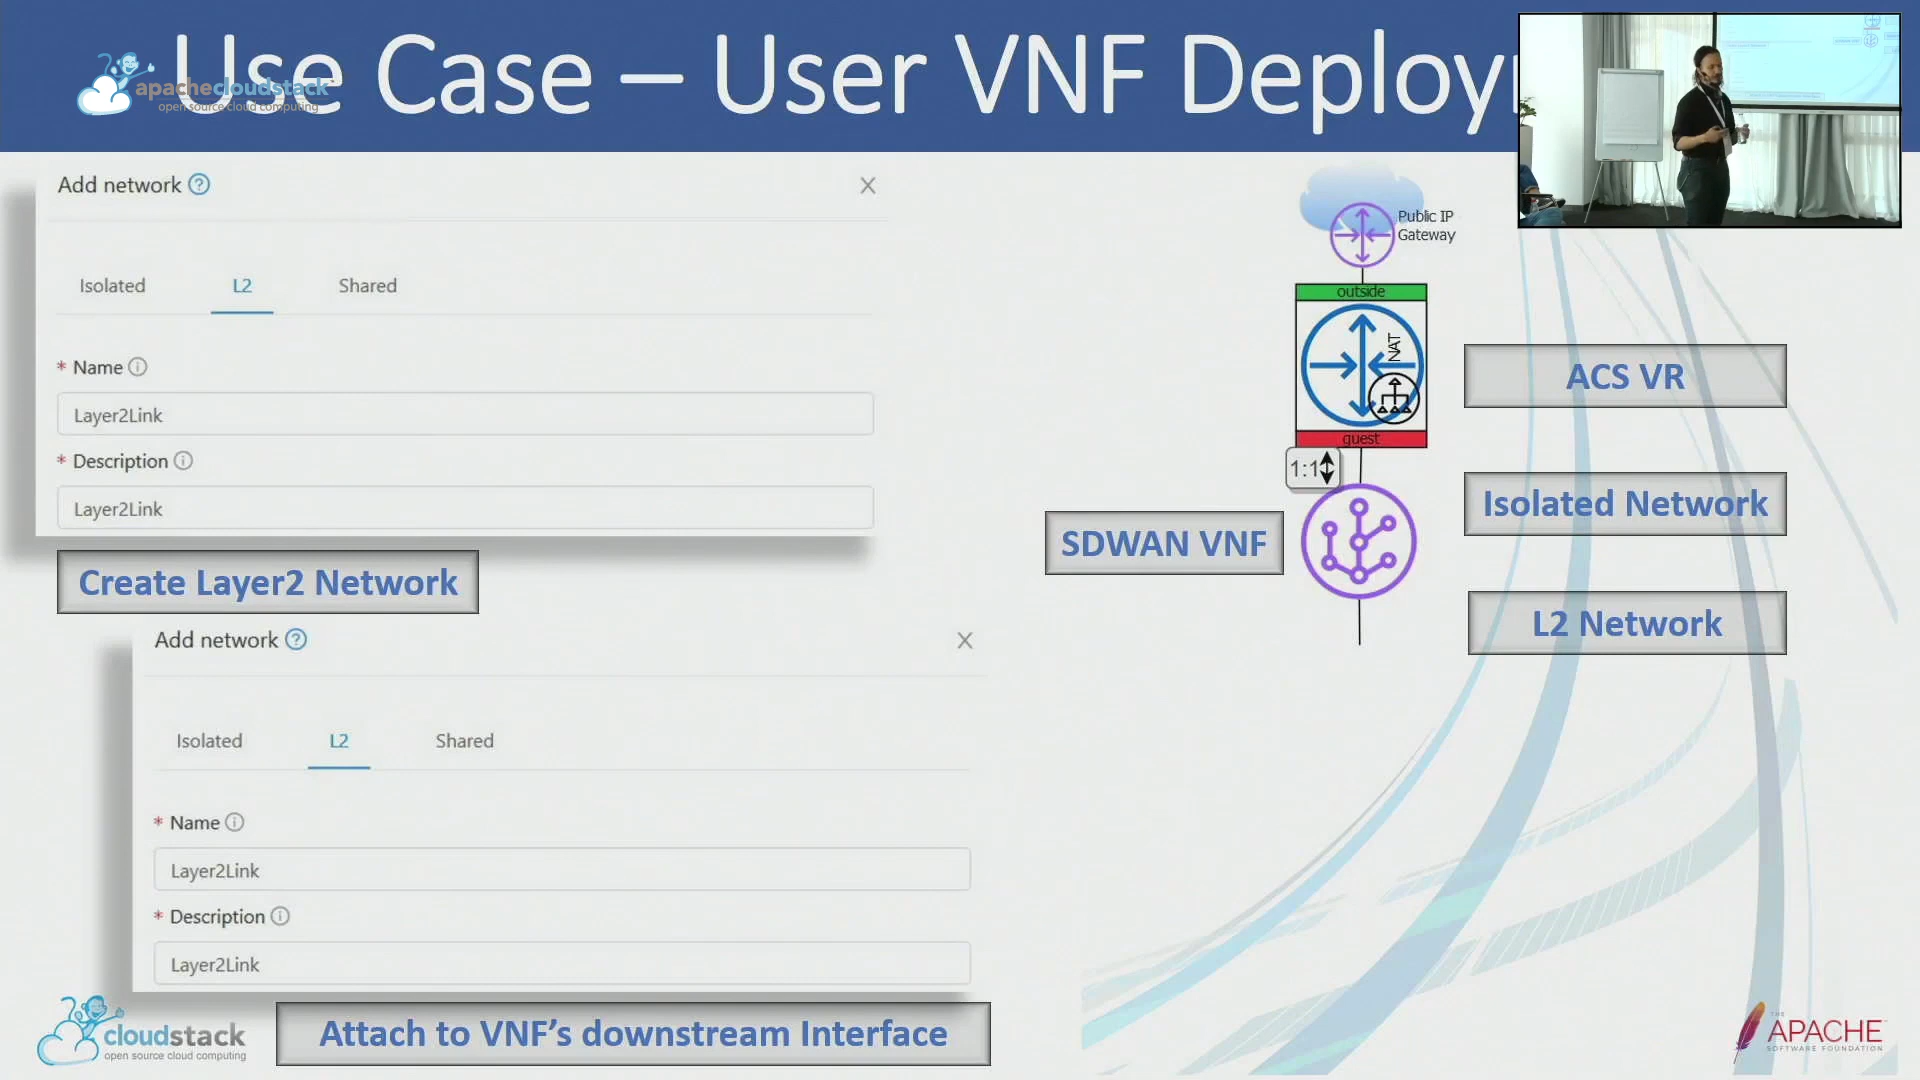 Use Case – User VNF Deploy
apachecloudstack
open source cloud computing
Add network
Isolated L2 Shared
* Name
Layer2Link
* Description
Layer2Link
Create Layer2 Network
Add network
Isolated L2 Shared
* Name
Layer2Link
* Description
Layer2Link
Attach to VNF's downstream Interface
Public IP
Gateway
outside
NAT
guest
1:1
ACS VR
Isolated Network
SDWAN VNF
L2 Network
cloudstack
open source cloud computing
THE
APACHE
SOFTWARE FOUNDATION